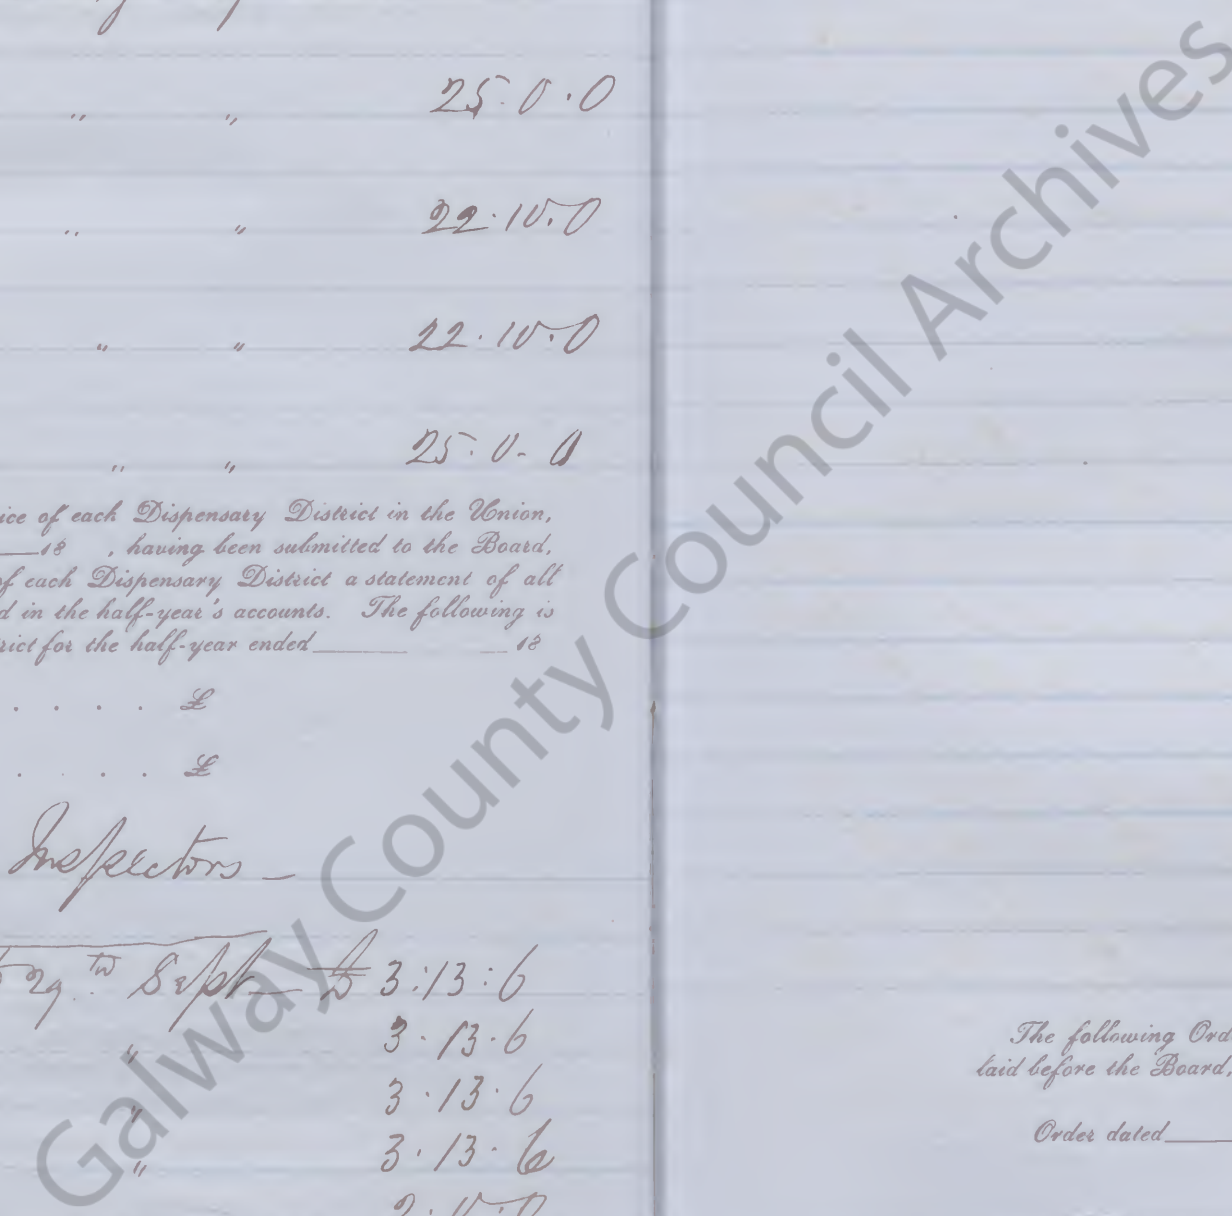 " " 25.0.0
" " 22.10.0
" " 22.10.0
" " 25.0-0
ice of each Dispensary District in the Union,
18 , having been submitted to the Board,
of each Dispensary District a statement of all
d in the half-year's accounts. The following is
rict for the half-year ended 18
. . . . £
. . . . £
Inspectors —
29th Sept £ 3:13:6
" 3.13.6
" 3.13.6
" 3.13.6
The following Ord
laid before the Board,
Order dated
Galway County Council Archives